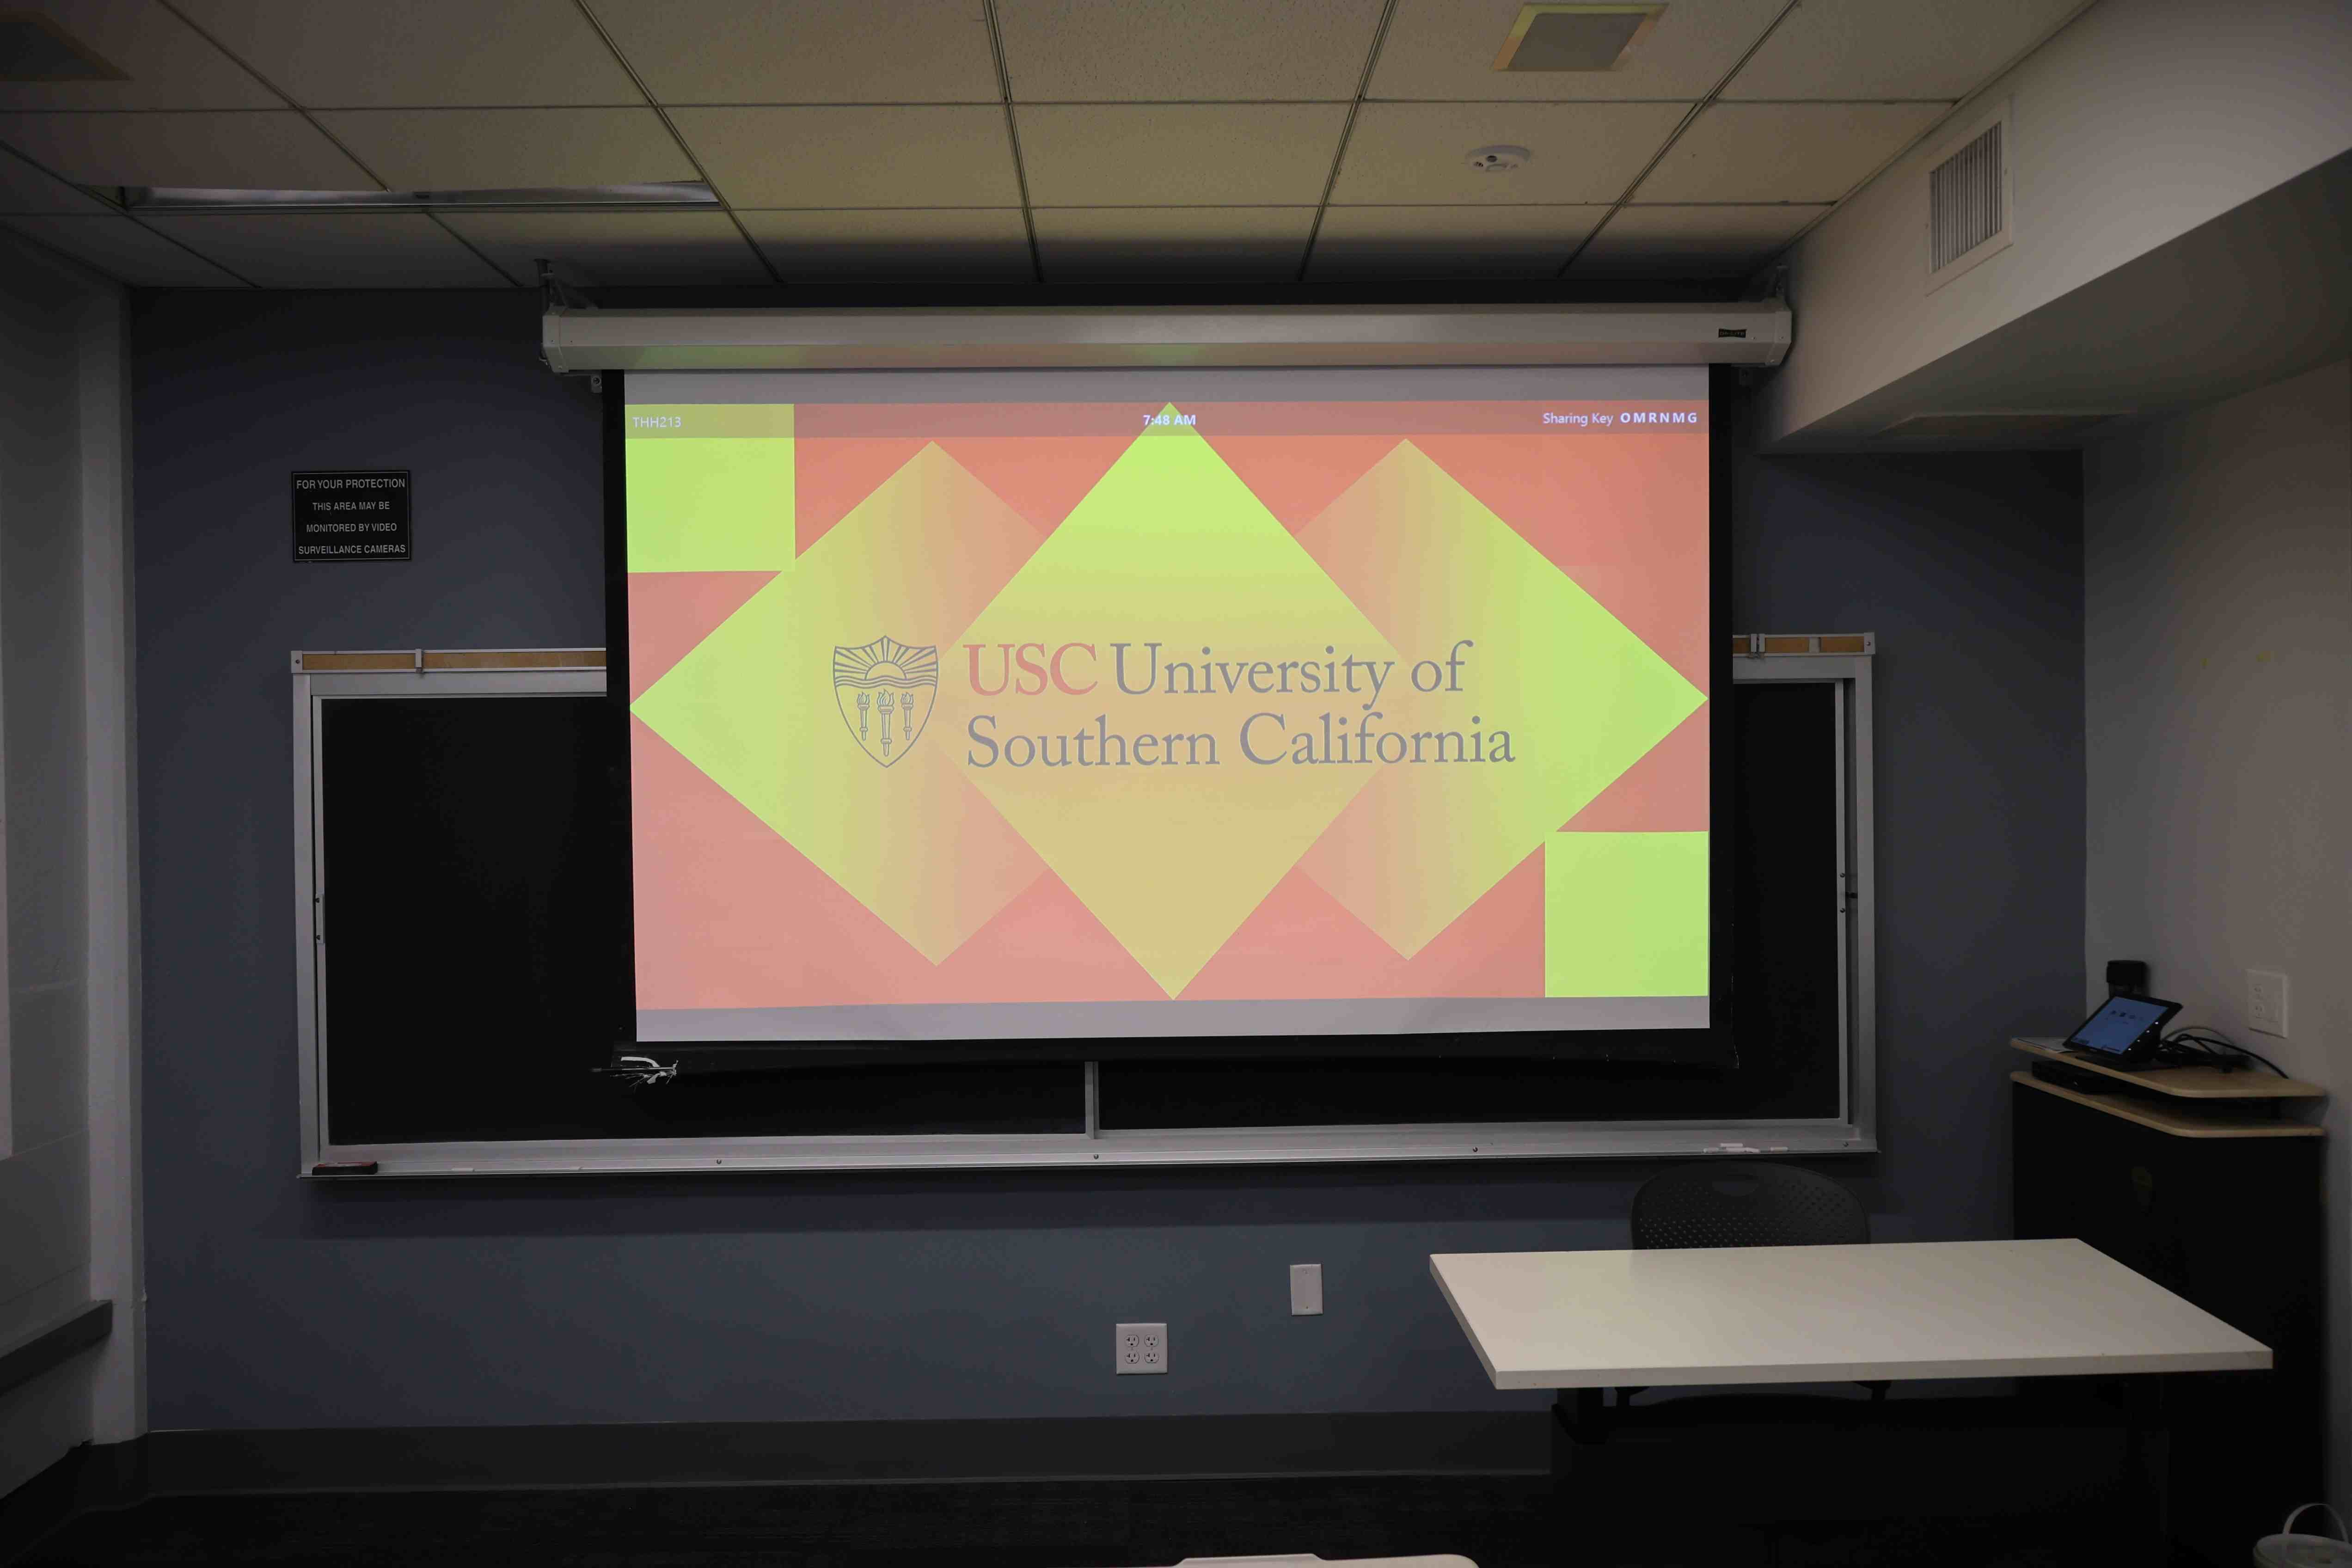 THH213
7:48 AM
Sharing Key OMRNMG
FOR YOUR PROTECTION
THIS AREA MAY BE
MONITORED BY VIDEO
SURVEILLANCE CAMERAS
USC University of
Southern California